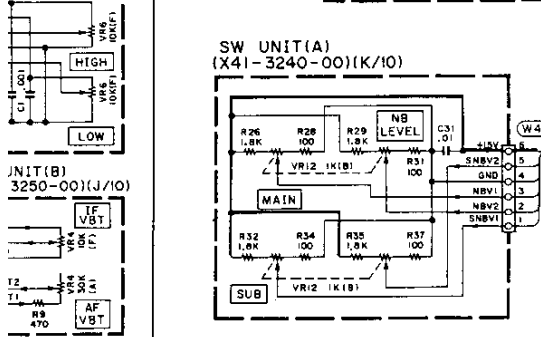 VR6
10K(F)
HIGH
C1 .001
VR6
10K(F)
LOW
UNIT(B)
3250-00)(J/10)
IF
VBT
VR4
10K
(F)
T2
T1
VR4
50K
(A)
R9
470
AF
VBT
SW UNIT(A)
(X41-3240-00)(K/10)
R26
1.8K
R28
100
R29
1.8K
NB
LEVEL
C31
.01
VR12 1K(B)
R31
100
MAIN
W4
+15V 6
SNBV2 5
GND 4
NBV1 3
NBV2 2
SNBV1 1
R32
1.8K
R34
100
R35
1.8K
R37
100
SUB
VR12 1K(B)